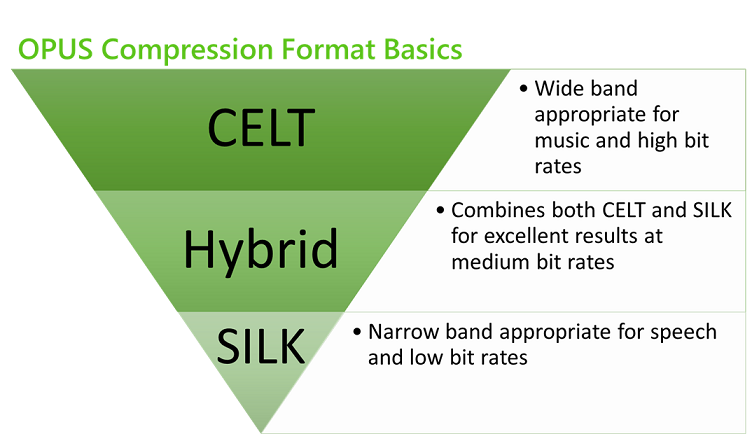 OPUS Compression Format Basics
CELT
• Wide band
appropriate for
music and high bit
rates
Hybrid
• Combines both CELT and SILK
for excellent results at
medium bit rates
SILK
• Narrow band appropriate for speech
and low bit rates